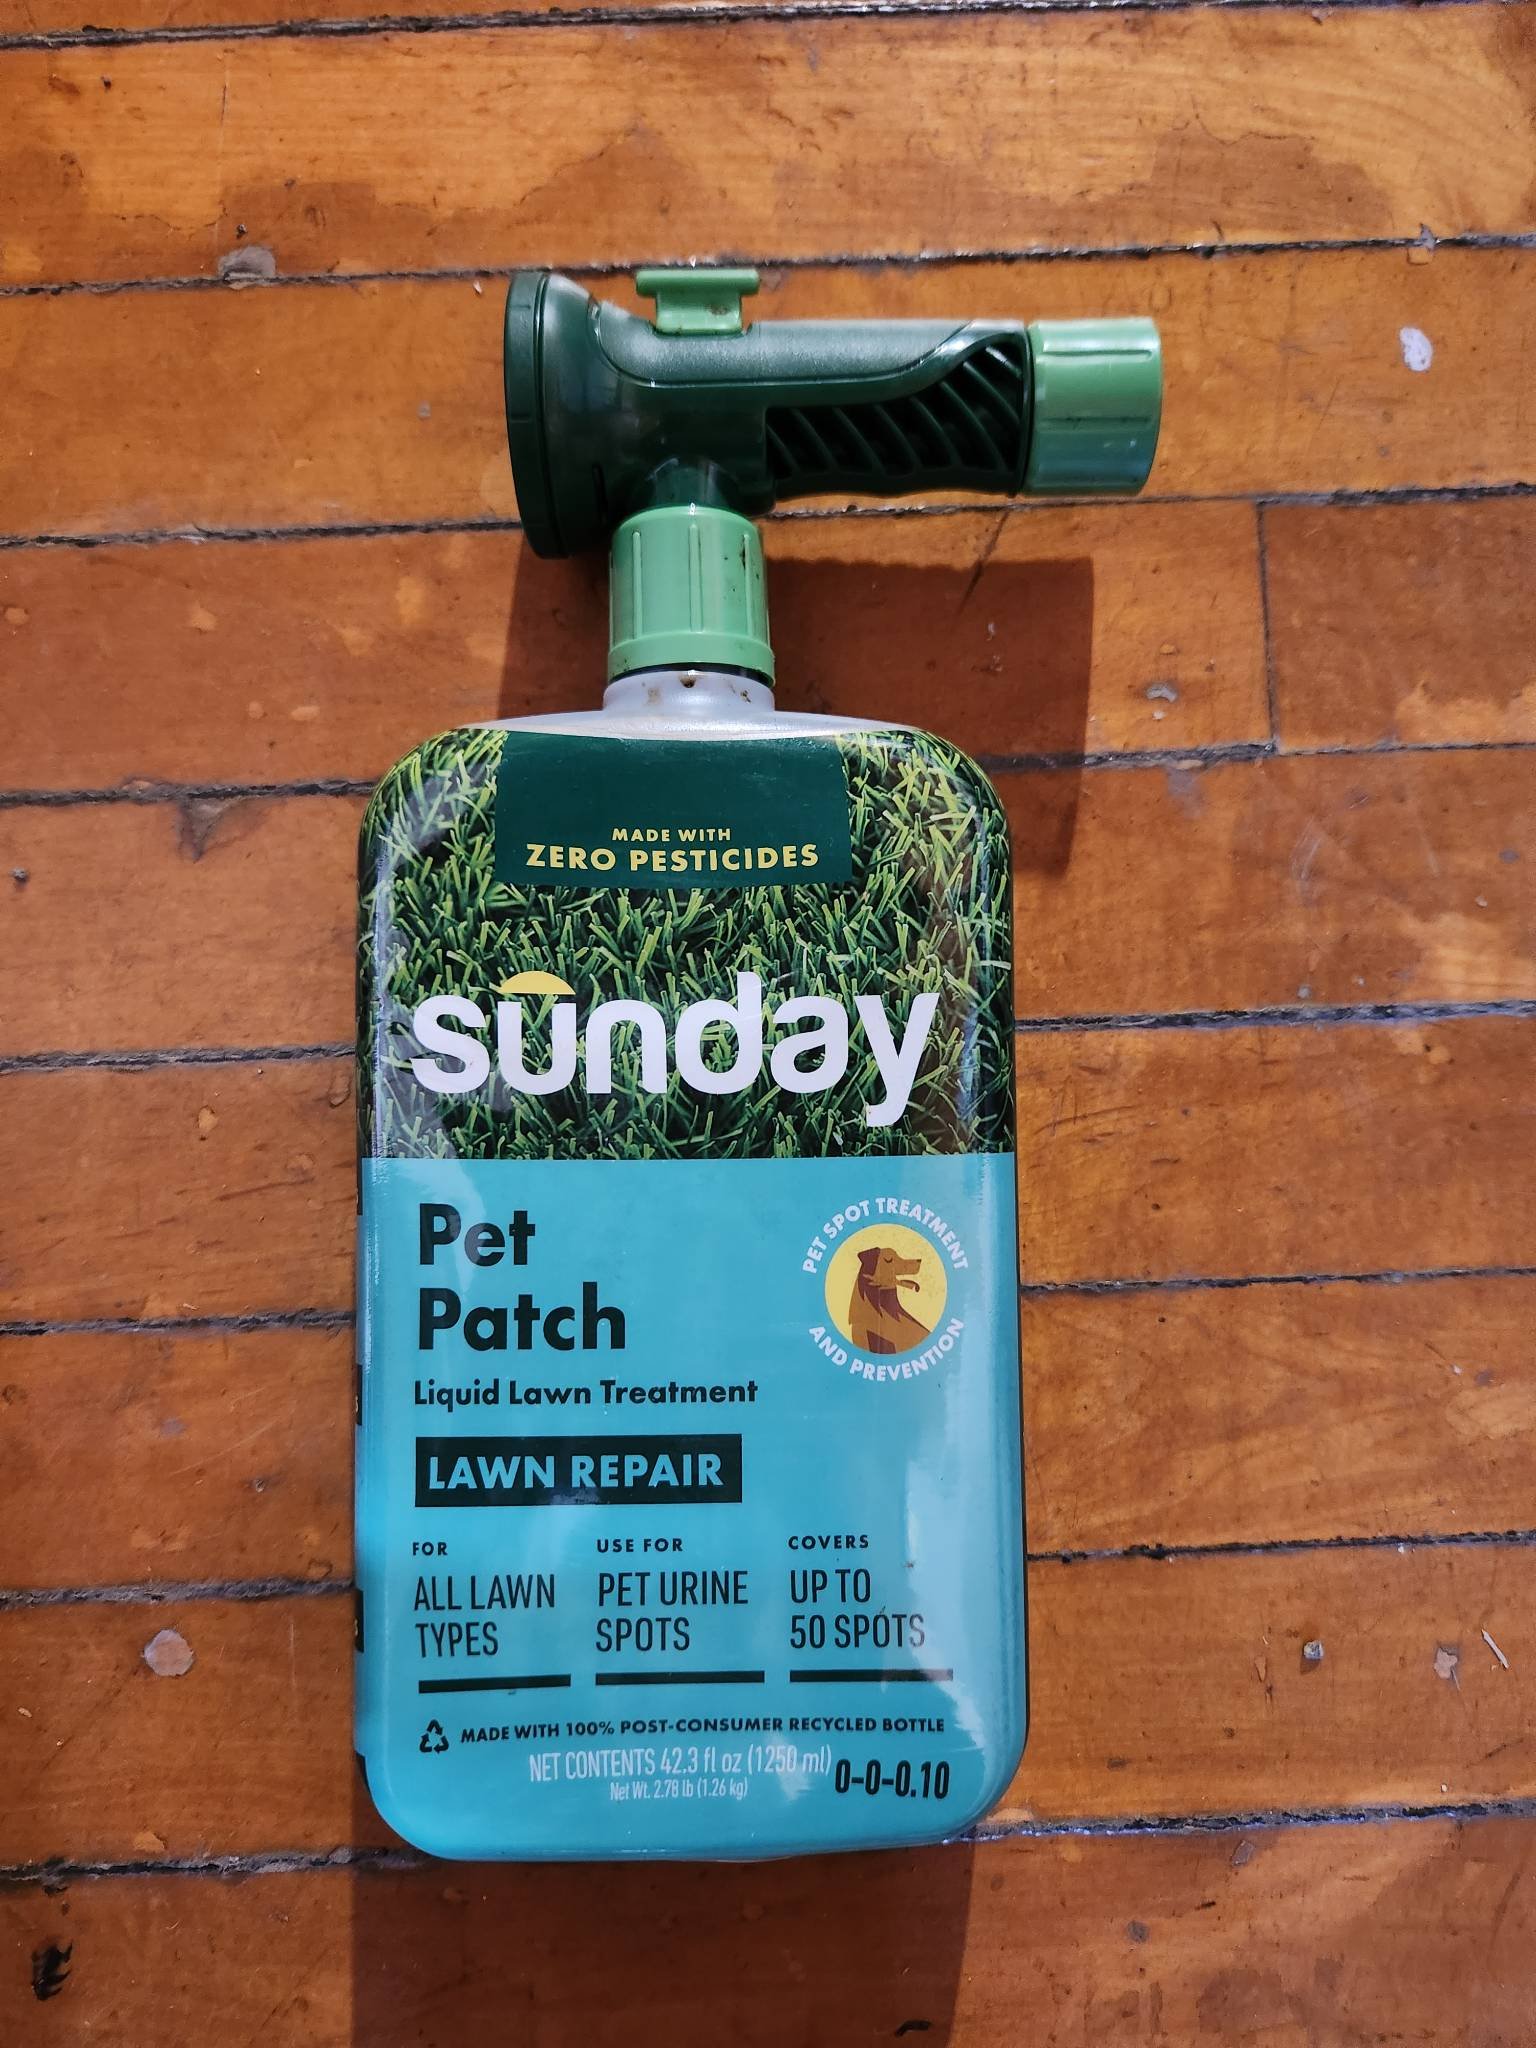 MADE WITH
ZERO PESTICIDES
sunday
Pet
Patch
PET SPOT TREATMENT
AND PREVENTION
Liquid Lawn Treatment
LAWN REPAIR
FOR
ALL LAWN
TYPES
USE FOR
PET URINE
SPOTS
COVERS
UP TO
50 SPOTS
MADE WITH 100% POST-CONSUMER RECYCLED BOTTLE
NET CONTENTS 42.3 fl oz (1250 ml)
Net Wt. 2.78 lb (1.26 kg)
0-0-0.10